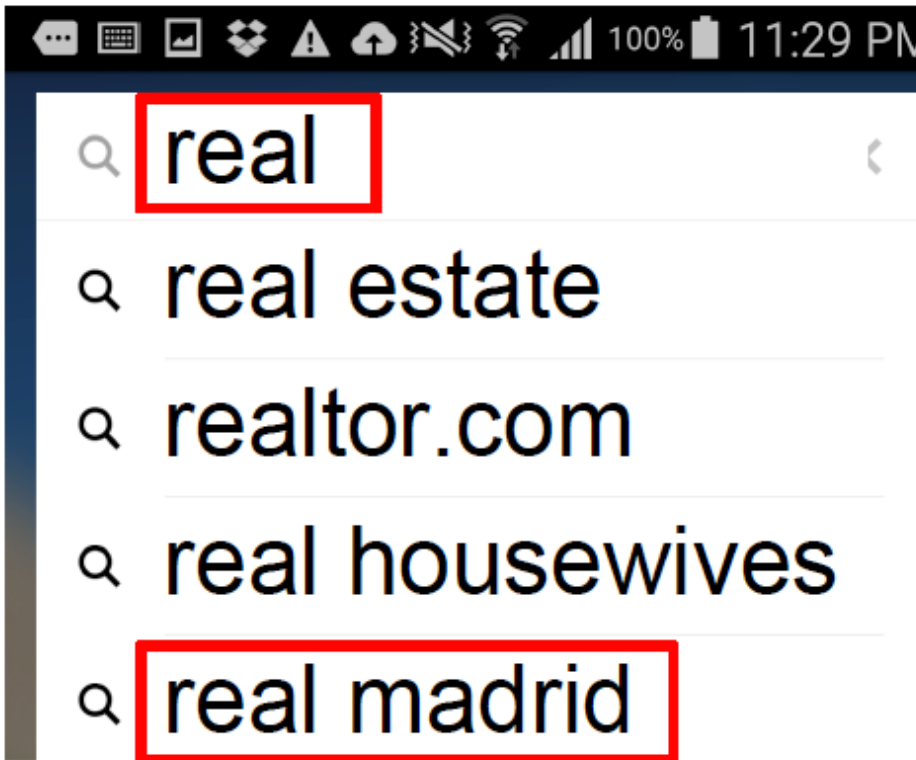 100% 11:29 PM
real
real estate
realtor.com
real housewives
real madrid